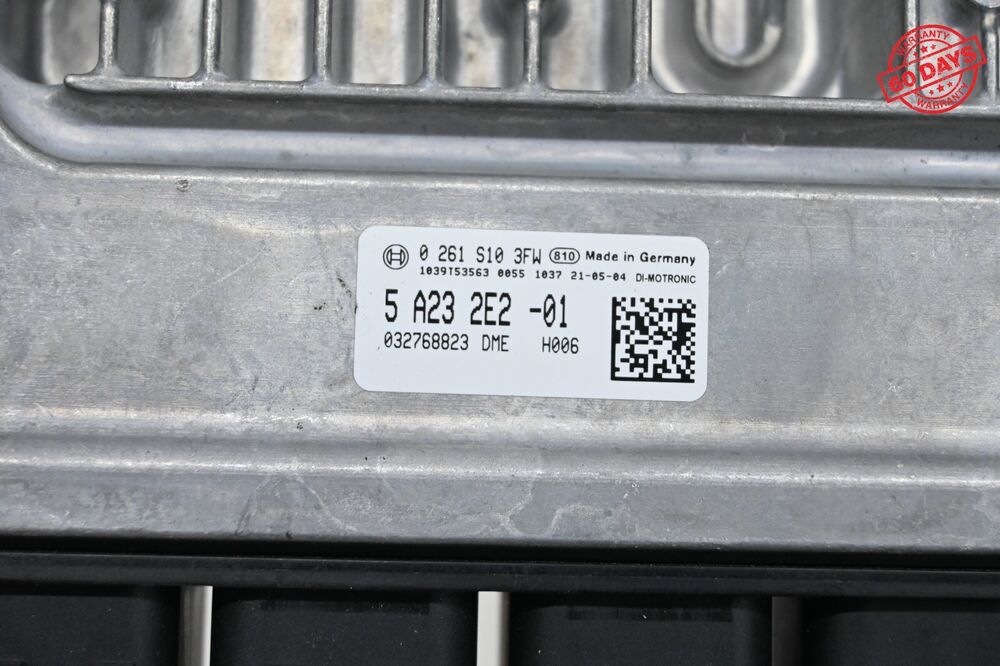 WARRANTY
90 DAYS
WARRANTY
0 261 S10 3FW 810 Made in Germany
1039T53563 0055 1037 21-05-04 DI-MOTRONIC
5 A23 2E2 -01
032768823 DME H006